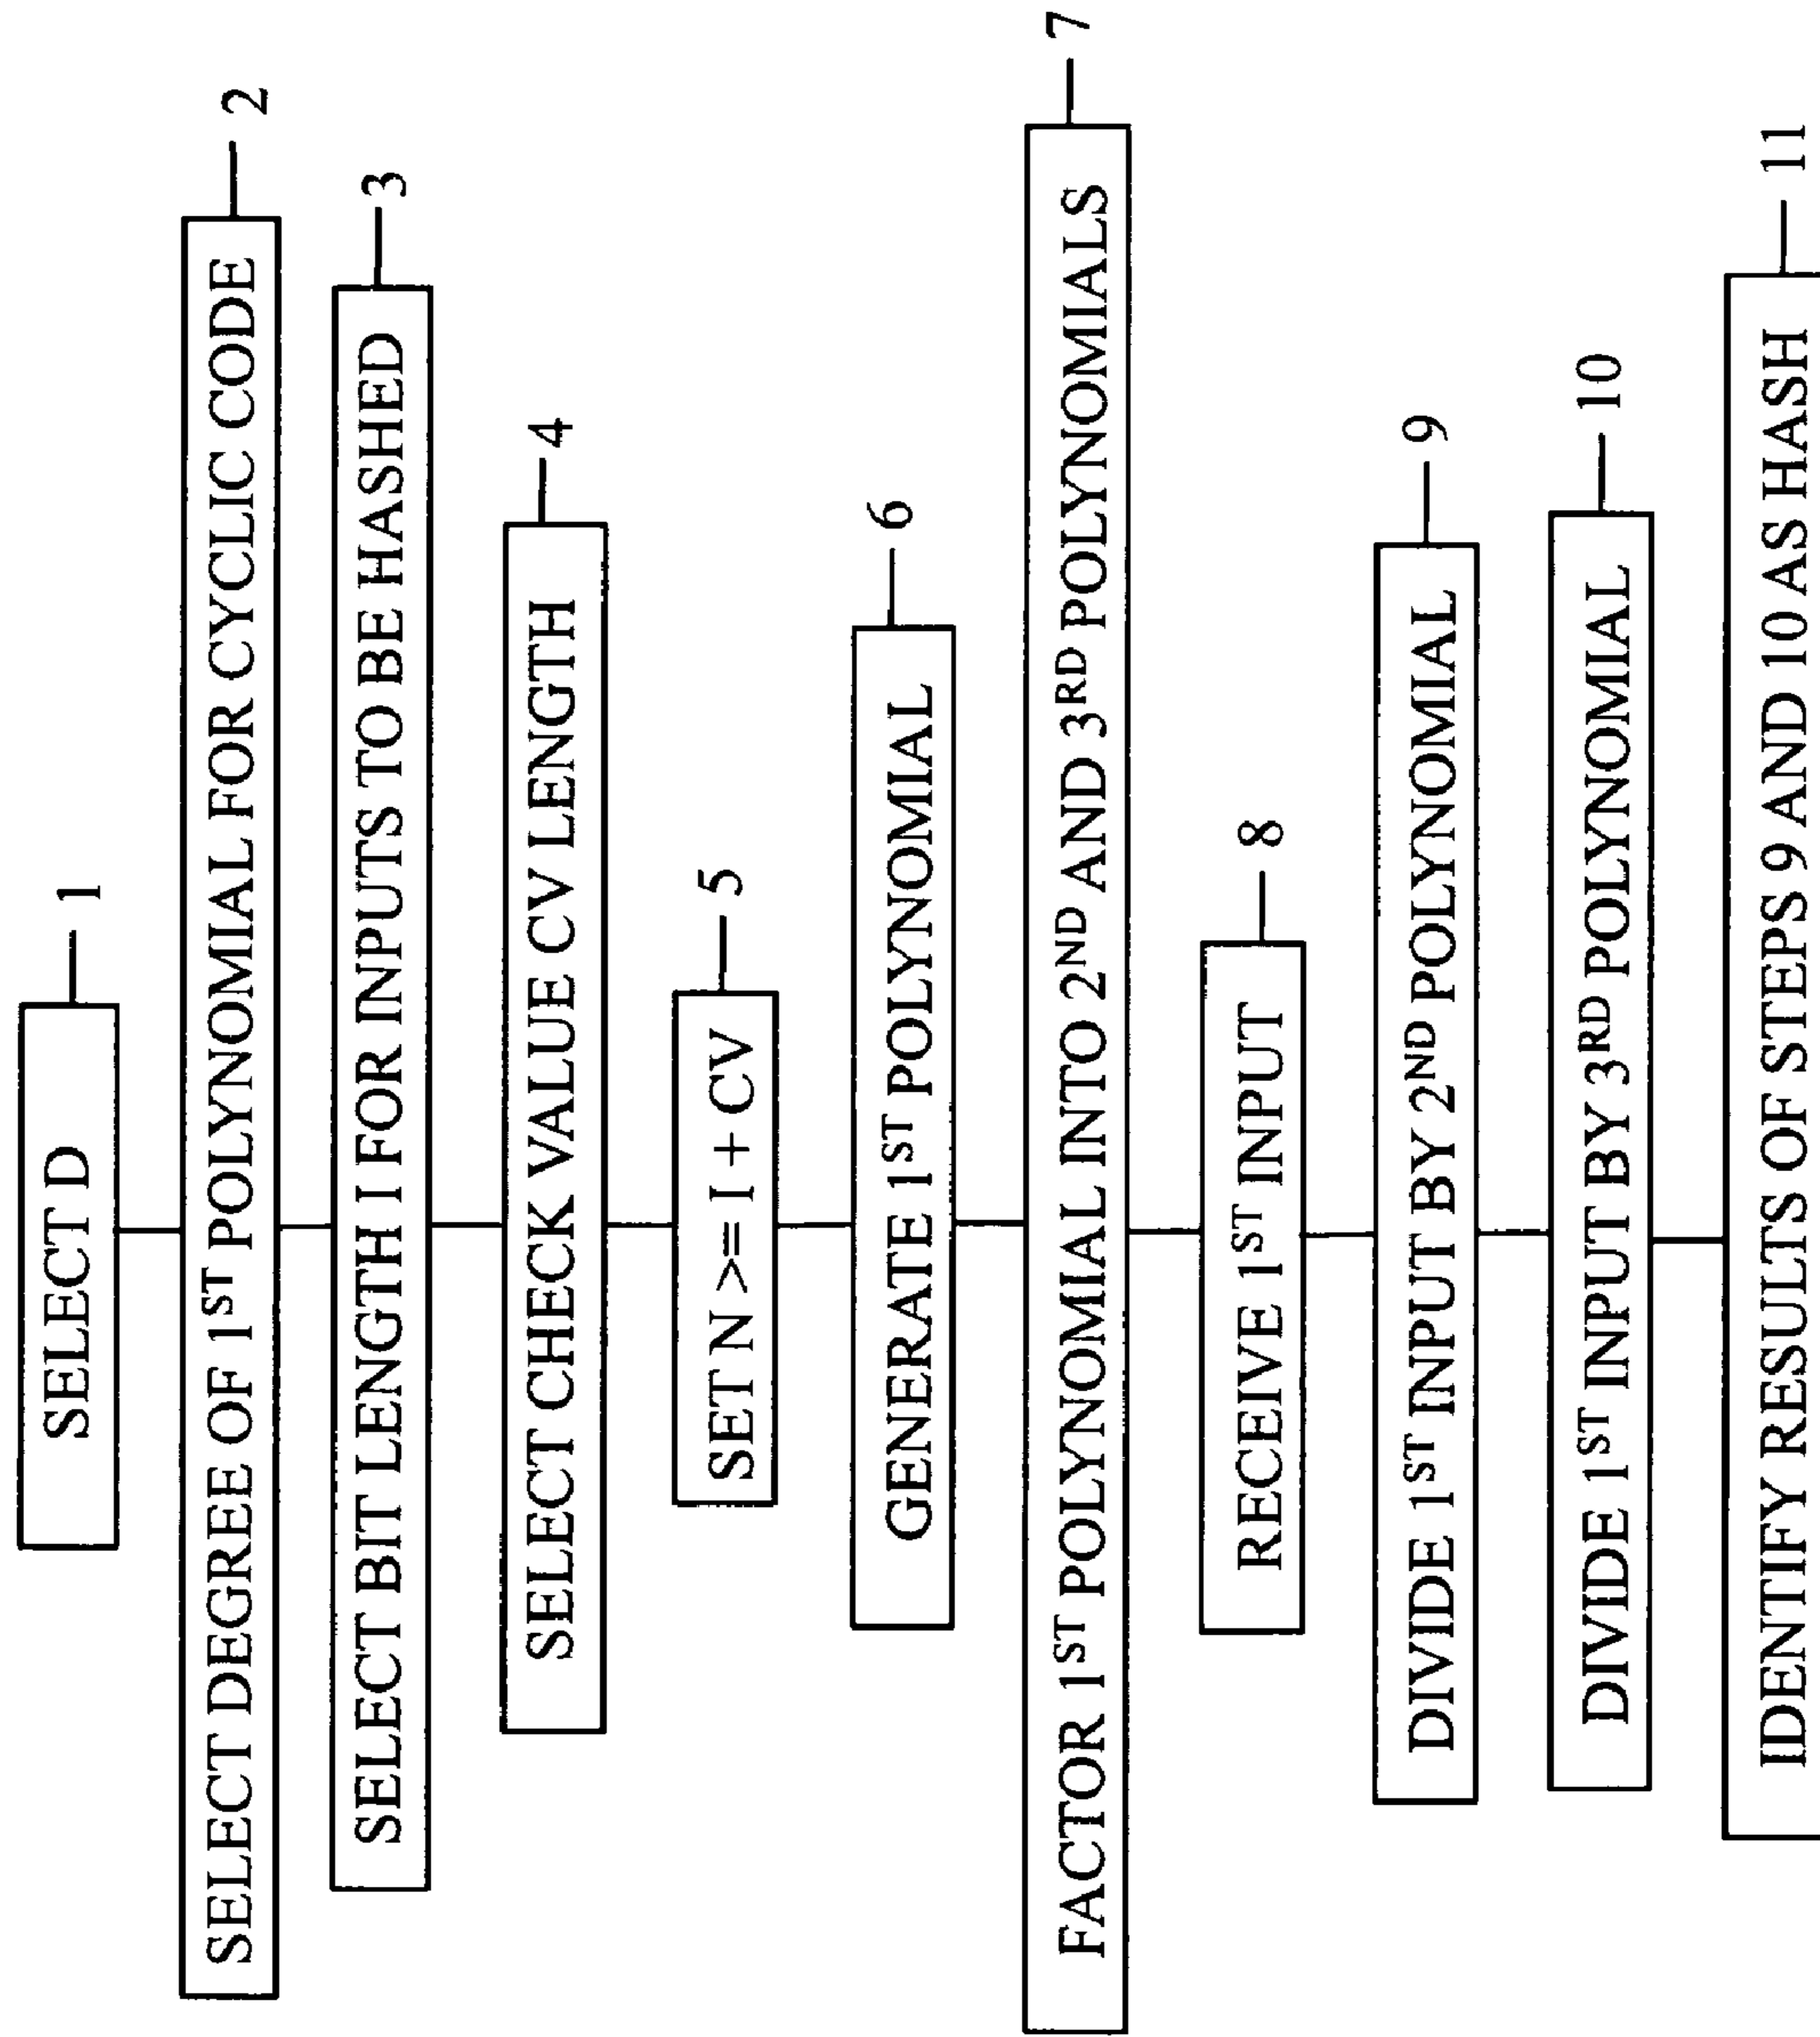 SELECT D 1
SELECT DEGREE OF 1ST POLYNOMIAL FOR CYCLIC CODE 2
SELECT BIT LENGTH I FOR INPUTS TO BE HASHED 3
SELECT CHECK VALUE CV LENGTH 4
SET N >= I + CV 5
GENERATE 1ST POLYNOMIAL 6
FACTOR 1ST POLYNOMIAL INTO 2ND AND 3RD POLYNOMIALS 7
RECEIVE 1ST INPUT 8
DIVIDE 1ST INPUT BY 2ND POLYNOMIAL 9
DIVIDE 1ST INPUT BY 3RD POLYNOMIAL 10
IDENTIFY RESULTS OF STEPS 9 AND 10 AS HASH 11